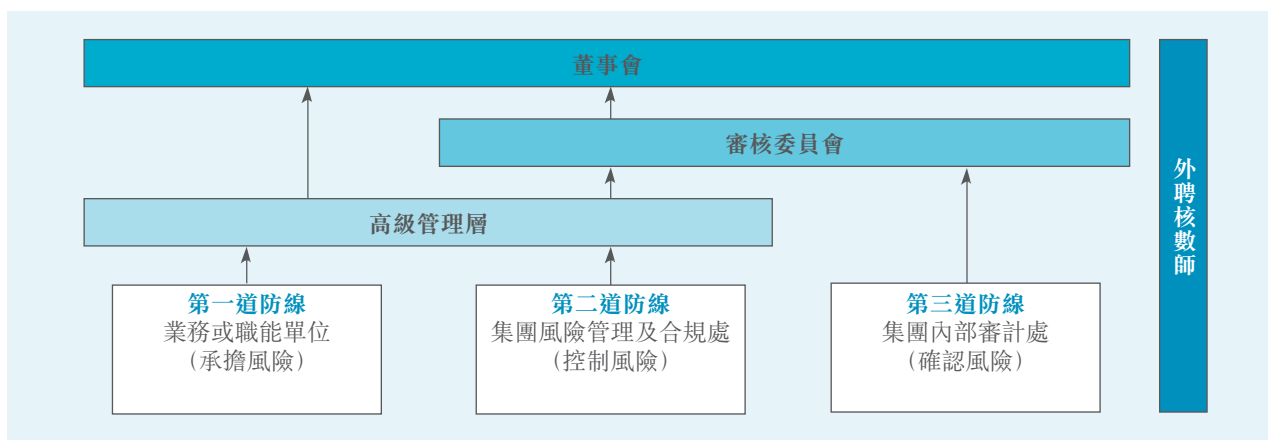 董事會
審核委員會
高級管理層
第一道防線
業務或職能單位
（承擔風險）
第二道防線
集團風險管理及合規處
（控制風險）
第三道防線
集團內部審計處
（確認風險）
外聘核數師